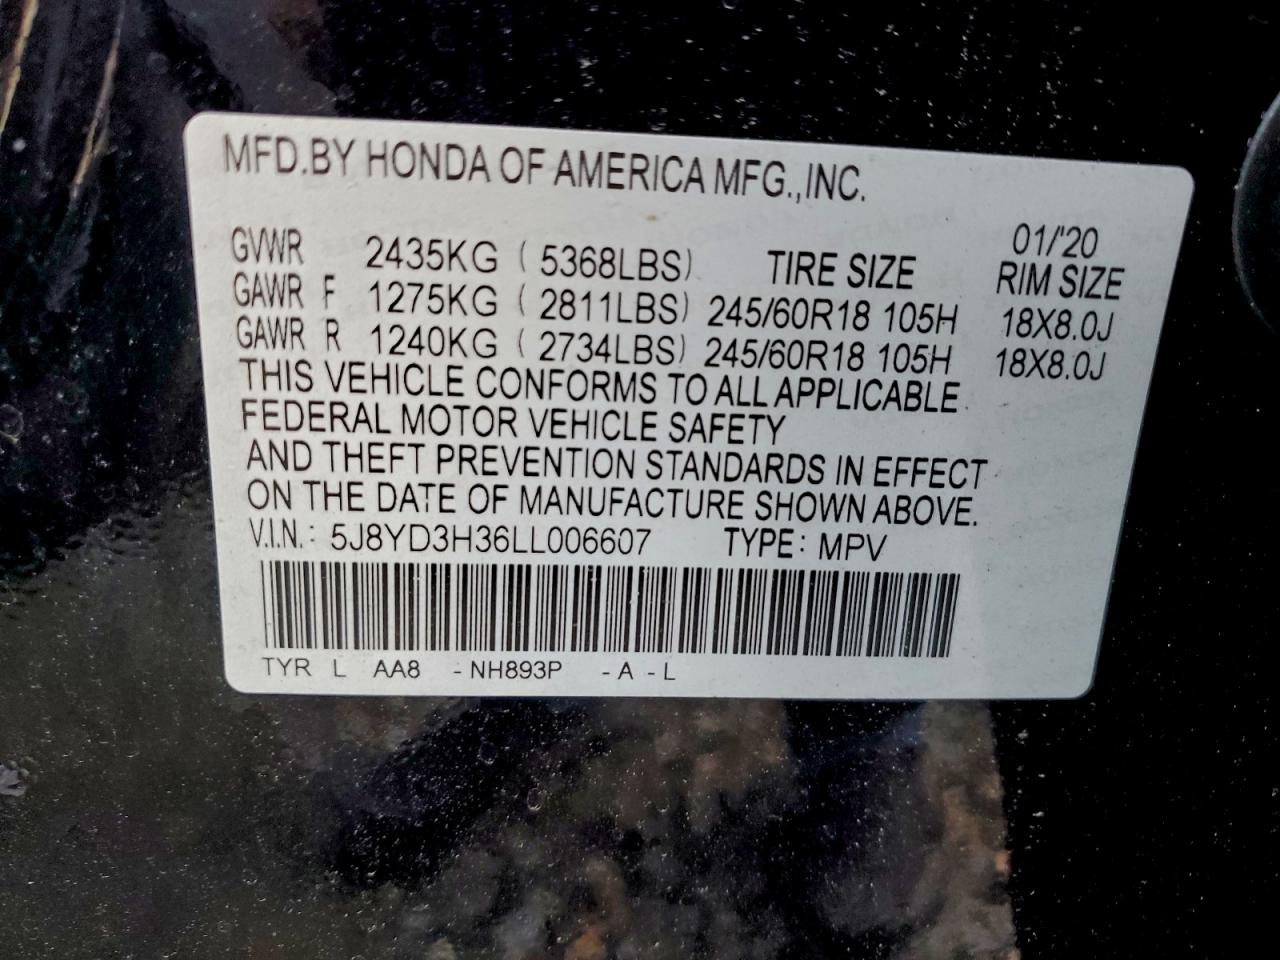 MFD.BY HONDA OF AMERICA MFG.,INC.
01/'20
GVWR 2435KG ( 5368LBS) TIRE SIZE RIM SIZE
GAWR F 1275KG ( 2811LBS) 245/60R18 105H 18X8.0J
GAWR R 1240KG ( 2734LBS) 245/60R18 105H 18X8.0J
THIS VEHICLE CONFORMS TO ALL APPLICABLE
FEDERAL MOTOR VEHICLE SAFETY
AND THEFT PREVENTION STANDARDS IN EFFECT
ON THE DATE OF MANUFACTURE SHOWN ABOVE.
V.I.N.: 5J8YD3H36LL006607 TYPE: MPV
TYR L AA8 - NH893P - A - L